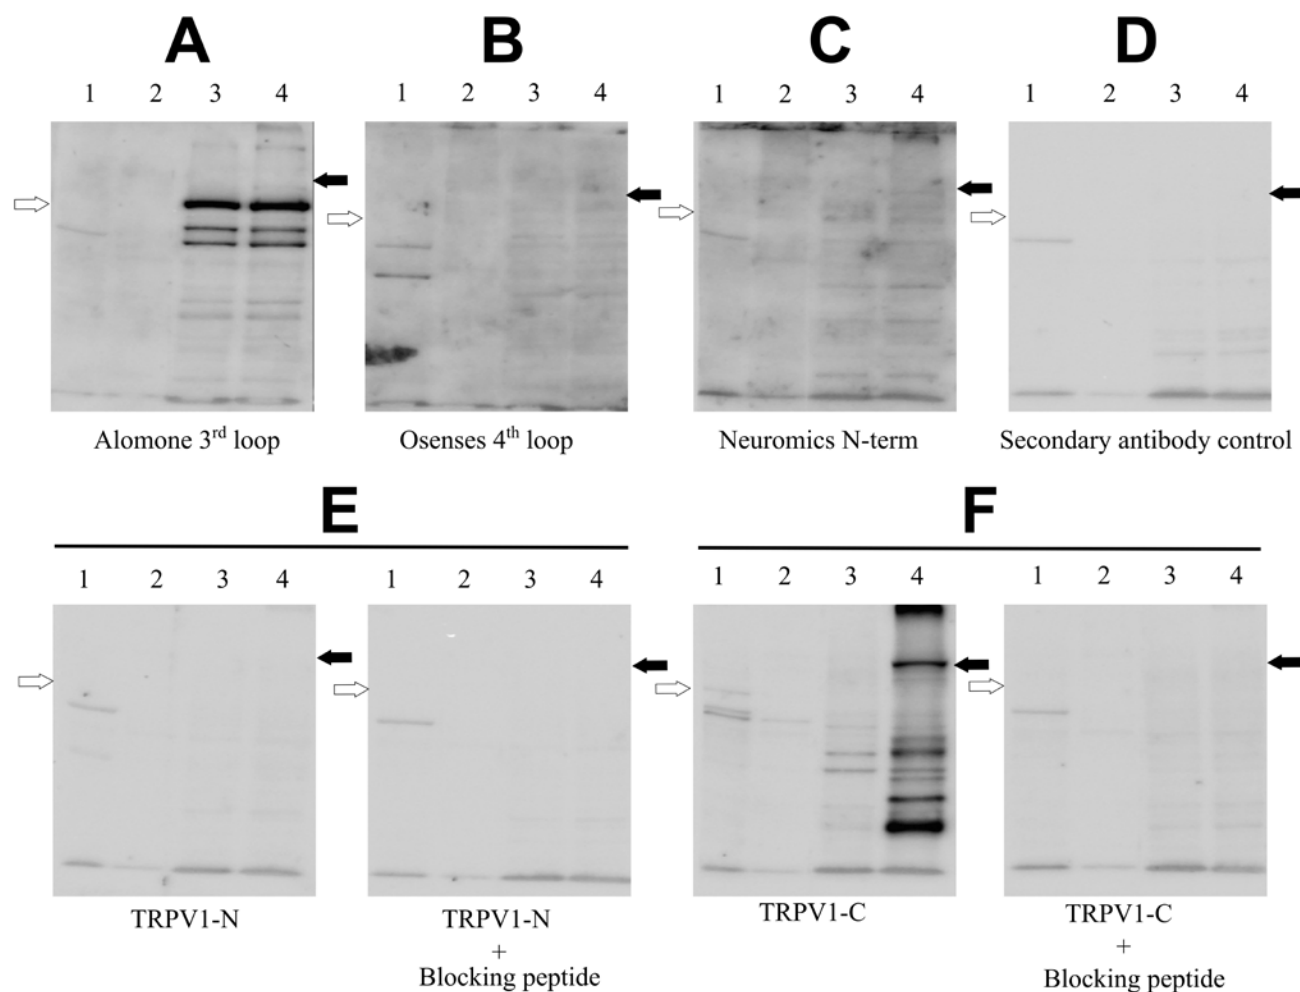 A B C D
1 2 3 4 1 2 3 4 1 2 3 4 1 2 3 4
Alomone 3rd loop
Osenses 4th loop
Neuromics N-term
Secondary antibody control
E F
1 2 3 4 1 2 3 4 1 2 3 4 1 2 3 4
TRPV1-N
TRPV1-N
+
Blocking peptide
TRPV1-C
TRPV1-C
+
Blocking peptide